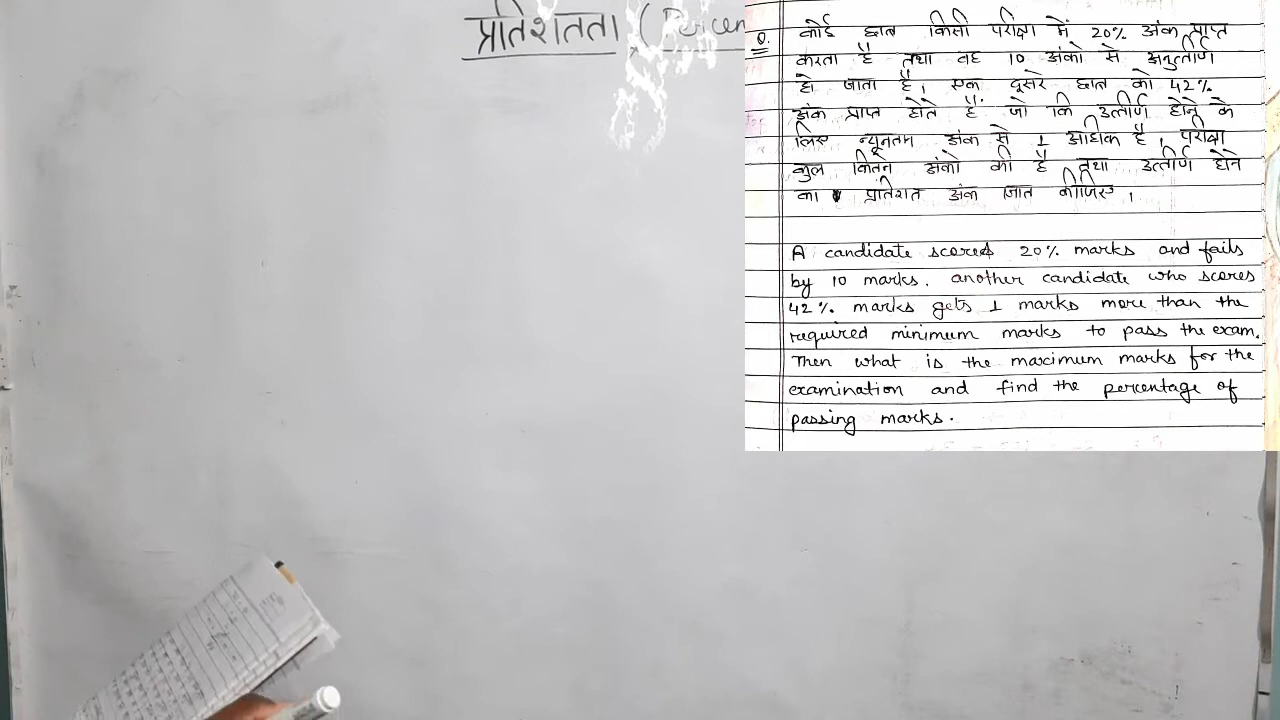 प्रतिशतता (Percen
Q. कोई छात्र किसी परीक्षा में 20% अंक प्राप्त
करता है तथा वह 10 अंको से अनुत्तीर्ण
हो जाता है, एक दूसरे छात्र को 42%
अंक प्राप्त होते हैं जो कि उत्तीर्ण होने के
लिए न्यूनतम अंक से 1 अधिक है, परीक्षा
कुल कितने अंको की है तथा उत्तीर्ण होने
का प्रतिशत अंक ज्ञात कीजिए,
A candidate scores 20% marks and fails
by 10 marks. another candidate who scores
42% marks gets 1 marks more than the
required minimum marks to pass the exam.
Then what is the maximum marks for the
examination and find the percentage of
passing marks.